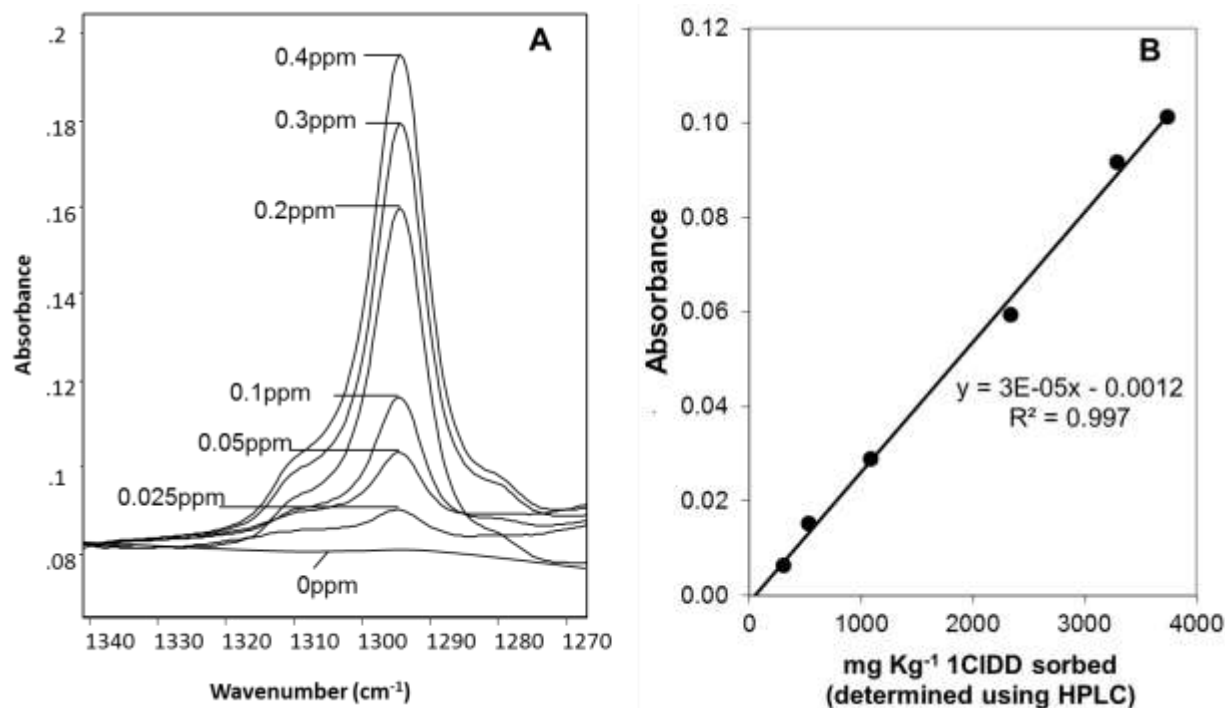 A
.2
.18
.16
.14
.12
.1
.08
Absorbance
0.4ppm
0.3ppm
0.2ppm
0.1ppm
0.05ppm
0.025ppm
0ppm
1340 1330 1320 1310 1300 1290 1280 1270
Wavenumber (cm⁻¹)
B
0.12
0.10
0.08
0.06
0.04
0.02
0.00
Absorbance
y = 3E-05x - 0.0012
R² = 0.997
0 1000 2000 3000 4000
mg Kg⁻¹ 1ClDD sorbed
(determined using HPLC)